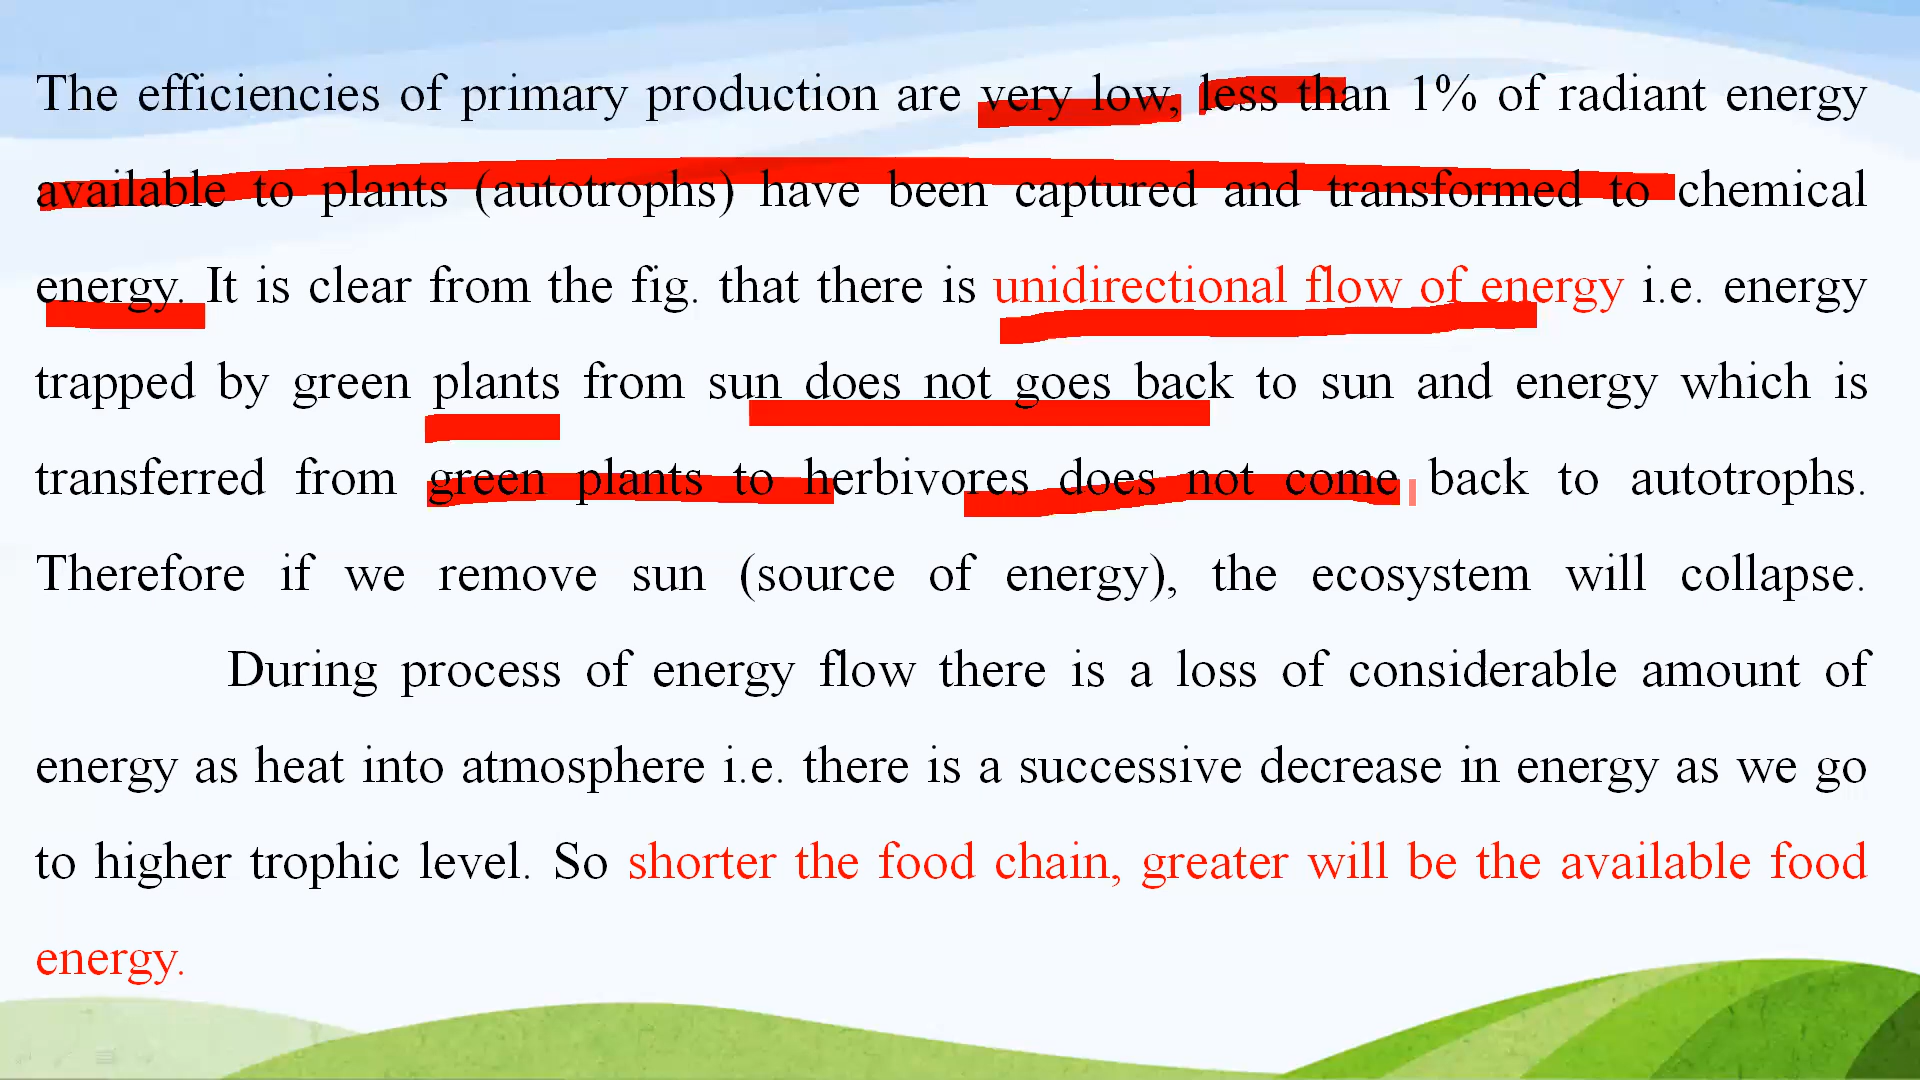 The efficiencies of primary production are very low, less than 1% of radiant energy
available to plants (autotrophs) have been captured and transformed to chemical
energy. It is clear from the fig. that there is unidirectional flow of energy i.e. energy
trapped by green plants from sun does not goes back to sun and energy which is
transferred from green plants to herbivores does not come back to autotrophs.
Therefore if we remove sun (source of energy), the ecosystem will collapse.
During process of energy flow there is a loss of considerable amount of
energy as heat into atmosphere i.e. there is a successive decrease in energy as we go
to higher trophic level. So shorter the food chain, greater will be the available food
energy.